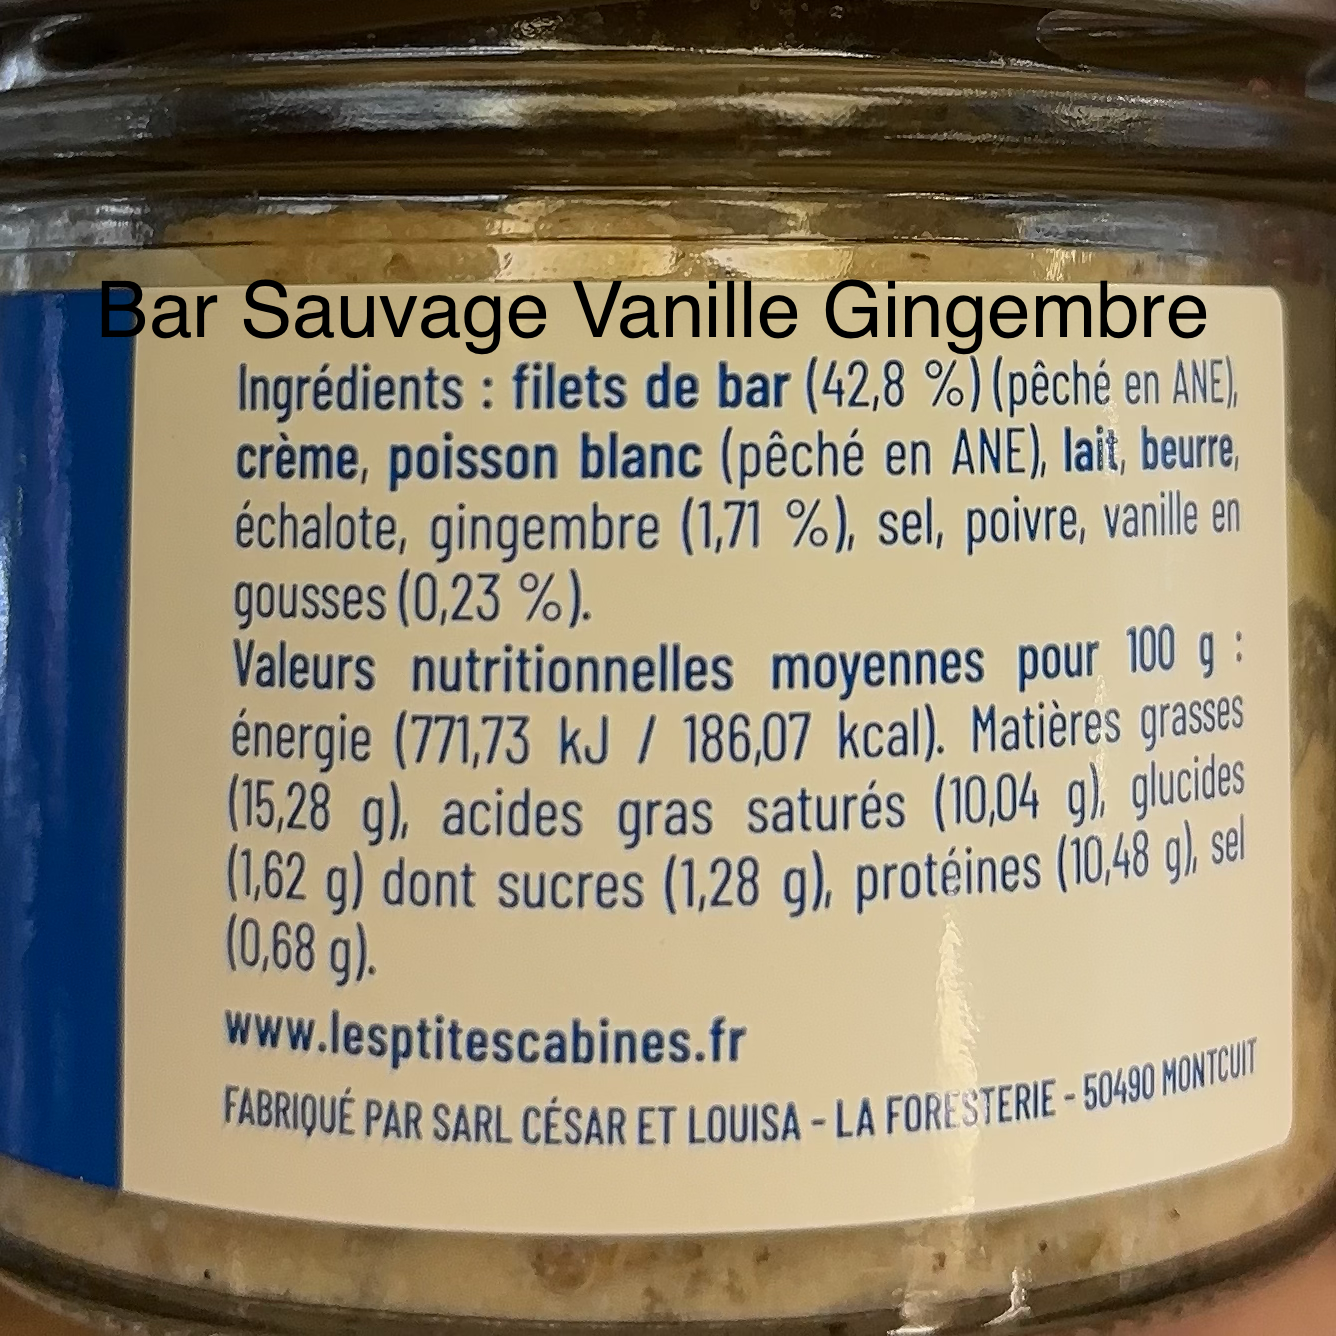 Bar Sauvage Vanille Gingembre
Ingrédients : filets de bar (42,8 %) (pêché en ANE),
crème, poisson blanc (pêché en ANE), lait, beurre,
échalote, gingembre (1,71 %), sel, poivre, vanille en
gousses (0,23 %).
Valeurs nutritionnelles moyennes pour 100 g :
énergie (771,73 kJ / 186,07 kcal). Matières grasses
(15,28 g), acides gras saturés (10,04 g), glucides
(1,62 g) dont sucres (1,28 g), protéines (10,48 g), sel
(0,68 g).
www.lesptitescabines.fr
FABRIQUÉ PAR SARL CÉSAR ET LOUISA - LA FORESTERIE - 50490 MONTCUIT